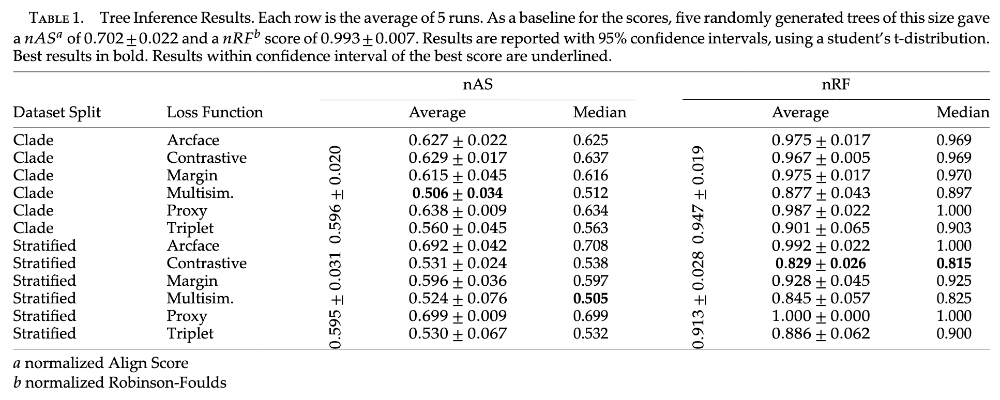 TABLE 1. Tree Inference Results. Each row is the average of 5 runs. As a baseline for the scores, five randomly generated trees of this size gave
a nASᵃ of 0.702±0.022 and a nRFᵇ score of 0.993±0.007. Results are reported with 95% confidence intervals, using a student's t-distribution.
Best results in bold. Results within confidence interval of the best score are underlined.
nAS nRF
Dataset Split Loss Function Average Median Average Median
Clade Arcface 0.627 ± 0.022 0.625 0.975 ± 0.017 0.969
Clade Contrastive 0.629 ± 0.017 0.637 0.967 ± 0.005 0.969
Clade Margin 0.615 ± 0.045 0.616 0.975 ± 0.017 0.970
Clade Multisim. 0.506 ± 0.034 0.512 0.877 ± 0.043 0.897
Clade Proxy 0.638 ± 0.009 0.634 0.987 ± 0.022 1.000
Clade Triplet 0.560 ± 0.045 0.563 0.901 ± 0.065 0.903
0.596 ± 0.020
0.947 ± 0.019
Stratified Arcface 0.692 ± 0.042 0.708 0.992 ± 0.022 1.000
Stratified Contrastive 0.531 ± 0.024 0.538 0.829 ± 0.026 0.815
Stratified Margin 0.596 ± 0.036 0.597 0.928 ± 0.045 0.925
Stratified Multisim. 0.524 ± 0.076 0.505 0.845 ± 0.057 0.825
Stratified Proxy 0.699 ± 0.009 0.699 1.000 ± 0.000 1.000
Stratified Triplet 0.530 ± 0.067 0.532 0.886 ± 0.062 0.900
0.595 ± 0.031
0.913 ± 0.028
a normalized Align Score
b normalized Robinson-Foulds